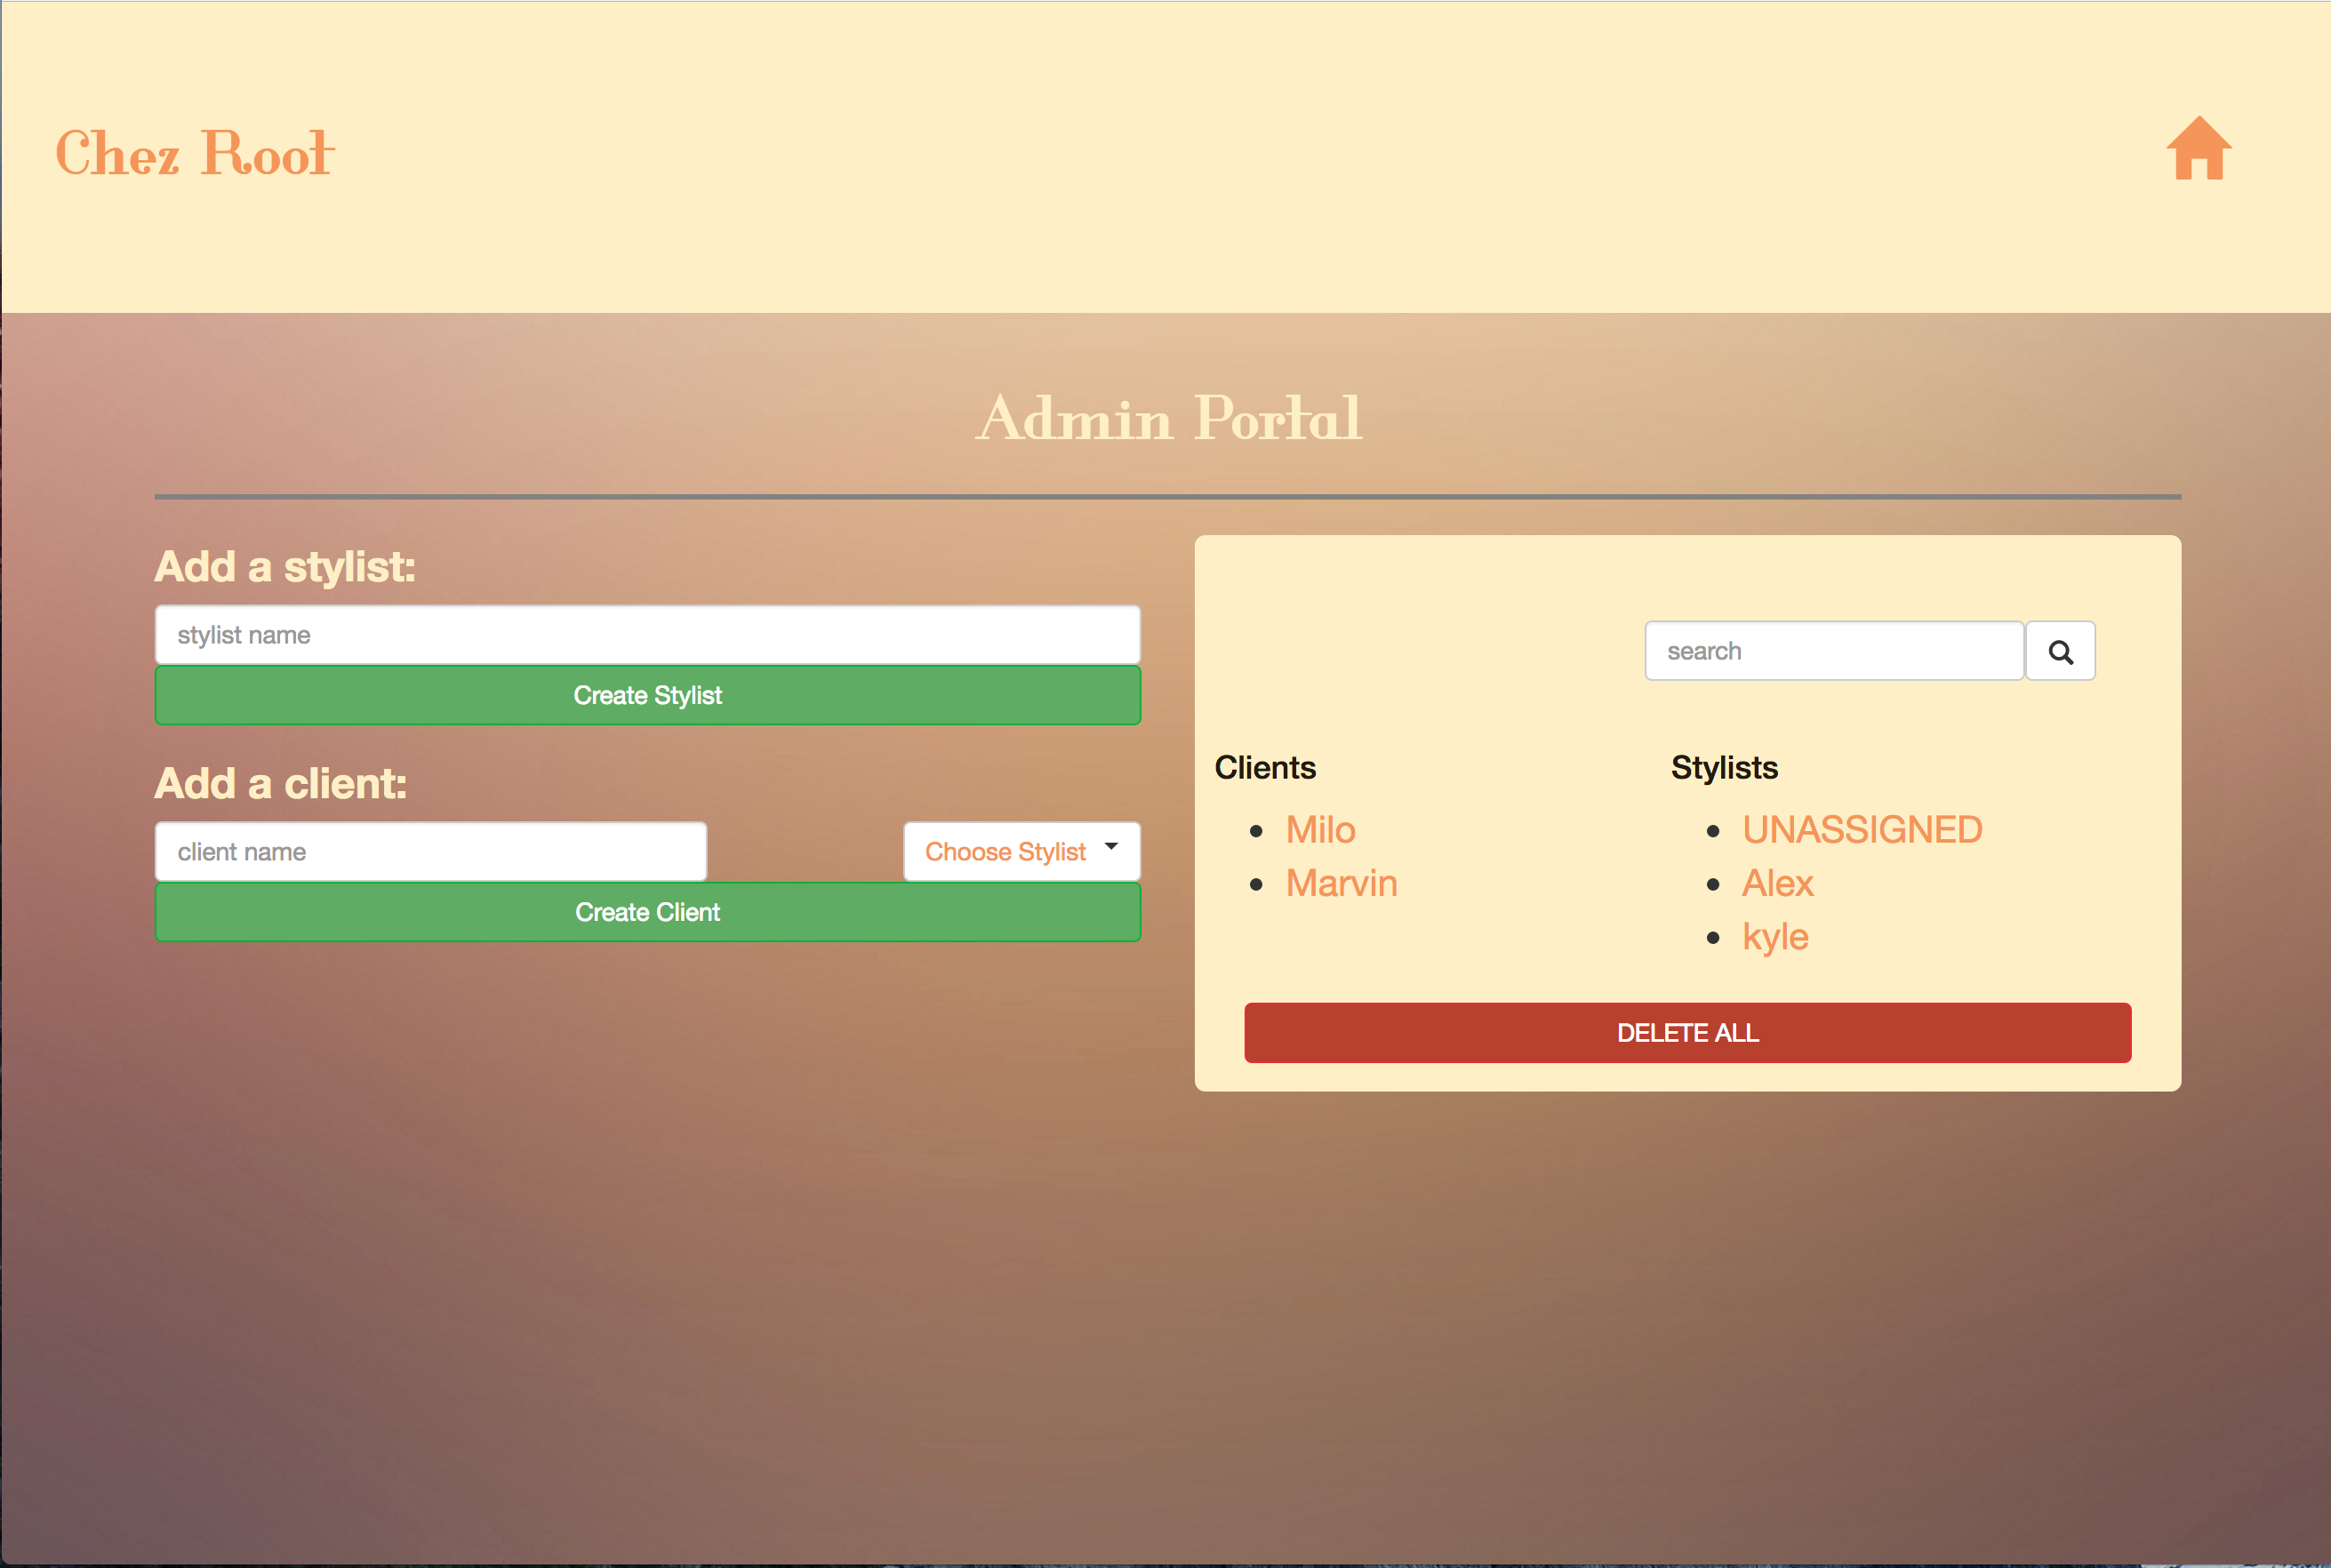 Chez Root
Admin Portal
Add a stylist:
stylist name
Create Stylist
Add a client:
client name
Choose Stylist
Create Client
search
Clients
Milo
Marvin
Stylists
UNASSIGNED
Alex
kyle
DELETE ALL